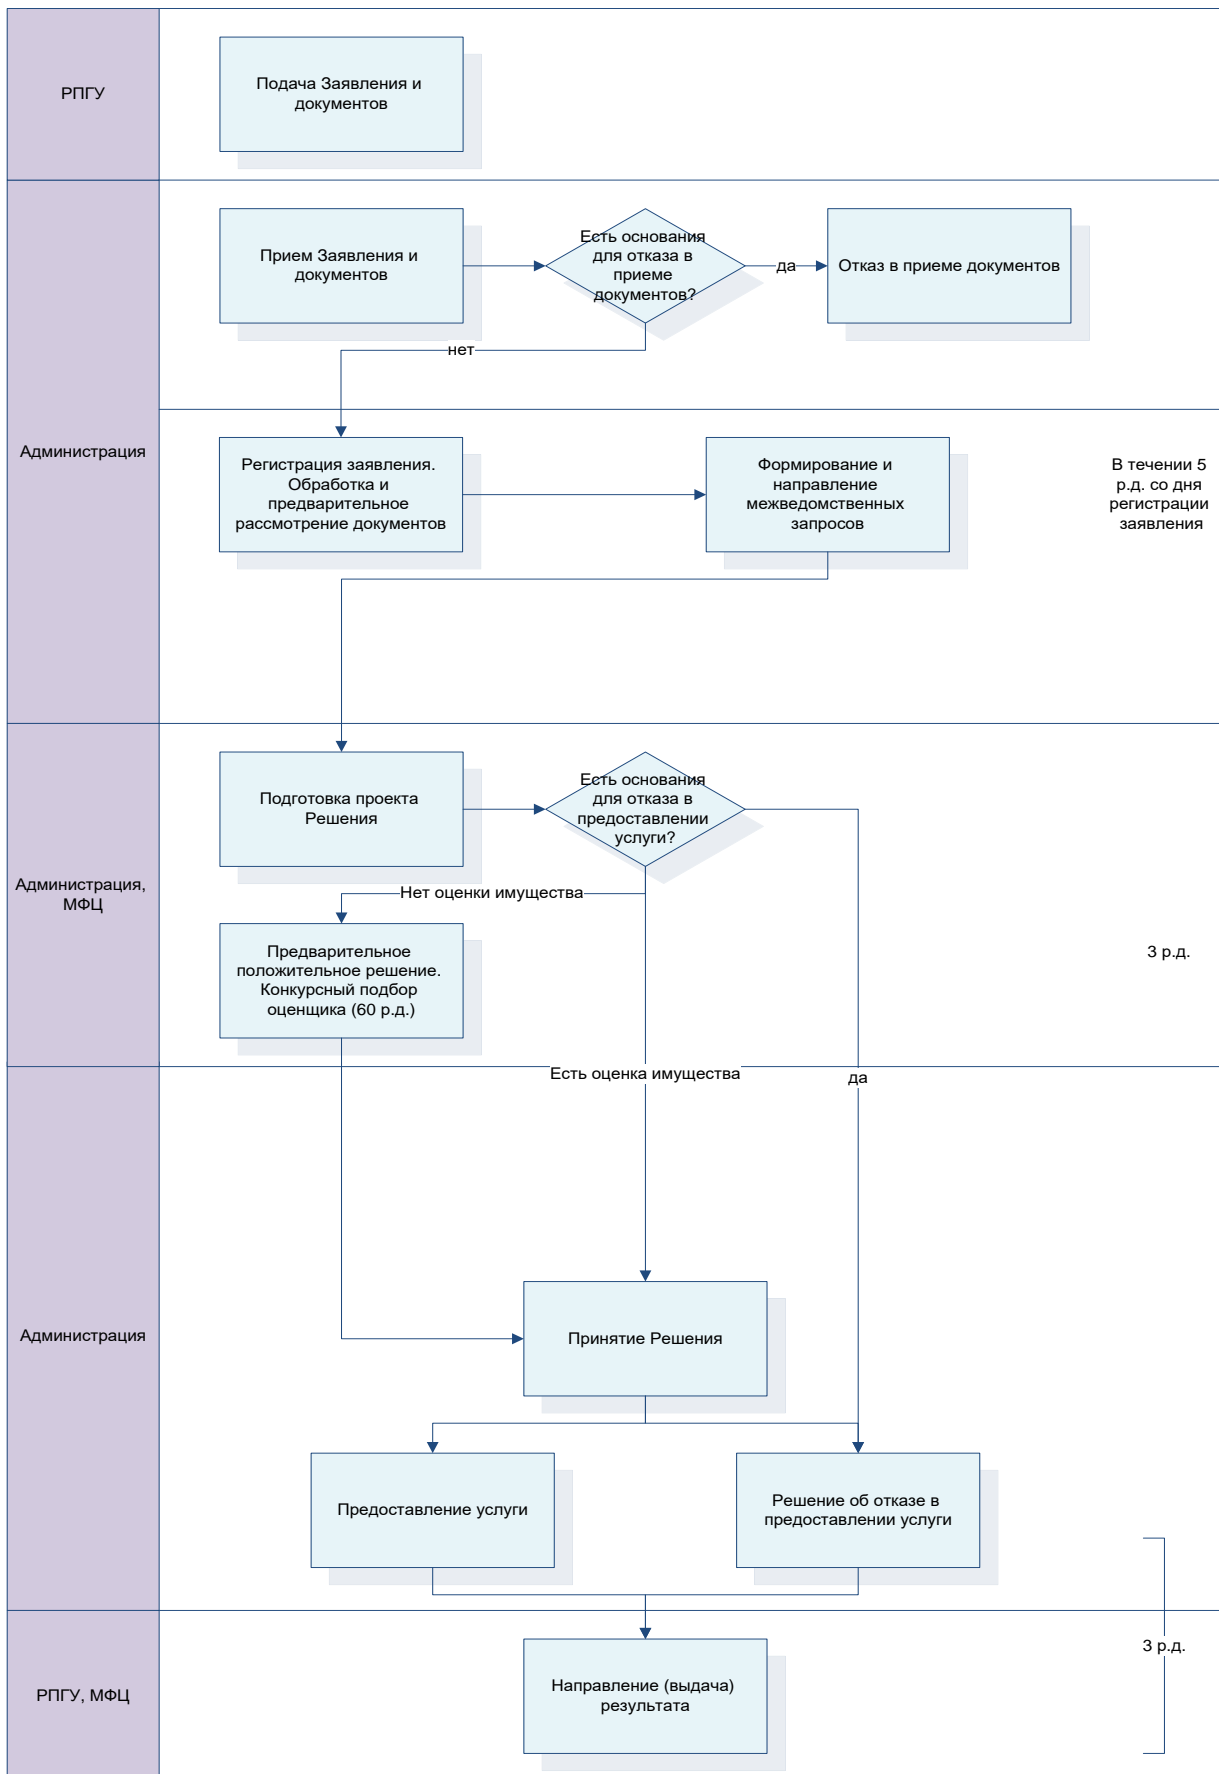 РПГУ
Подача Заявления и
документов
Администрация
Прием Заявления и
документов
Есть основания
для отказа в
приеме
документов?
да
Отказ в приеме документов
нет
Регистрация заявления.
Обработка и
предварительное
рассмотрение документов
Формирование и
направление
межведомственных
запросов
В течении 5
р.д. со дня
регистрации
заявления
Администрация,
МФЦ
Подготовка проекта
Решения
Есть основания
для отказа в
предоставлении
услуги?
Нет оценки имущества
Предварительное
положительное решение.
Конкурсный подбор
оценщика (60 р.д.)
3 р.д.
Есть оценка имущества
да
Администрация
Принятие Решения
Предоставление услуги
Решение об отказе в
предоставлении услуги
3 р.д.
РПГУ, МФЦ
Направление (выдача)
результата